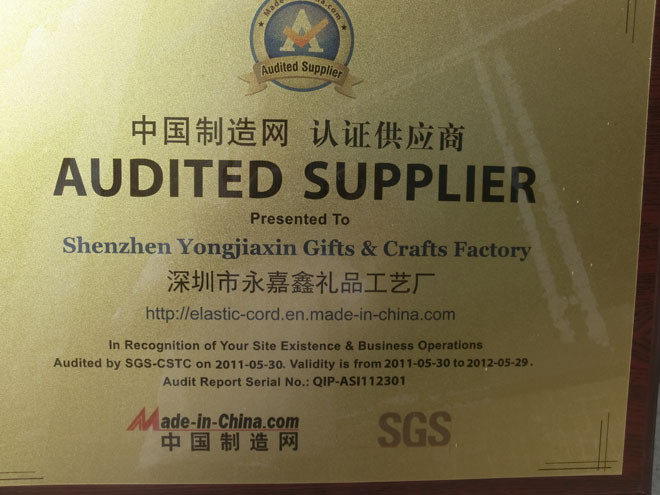 Made-in-China.com
A
Audited Supplier
中国制造网 认证供应商
AUDITED SUPPLIER
Presented To
Shenzhen Yongjiaxin Gifts & Crafts Factory
深圳市永嘉鑫礼品工艺厂
http://elastic-cord.en.made-in-china.com
In Recognition of Your Site Existence & Business Operations
Audited by SGS-CSTC on 2011-05-30. Validity is from 2011-05-30 to 2012-05-29.
Audit Report Serial No.: QIP-ASI112301
Made-in-China.com
中国制造网
SGS